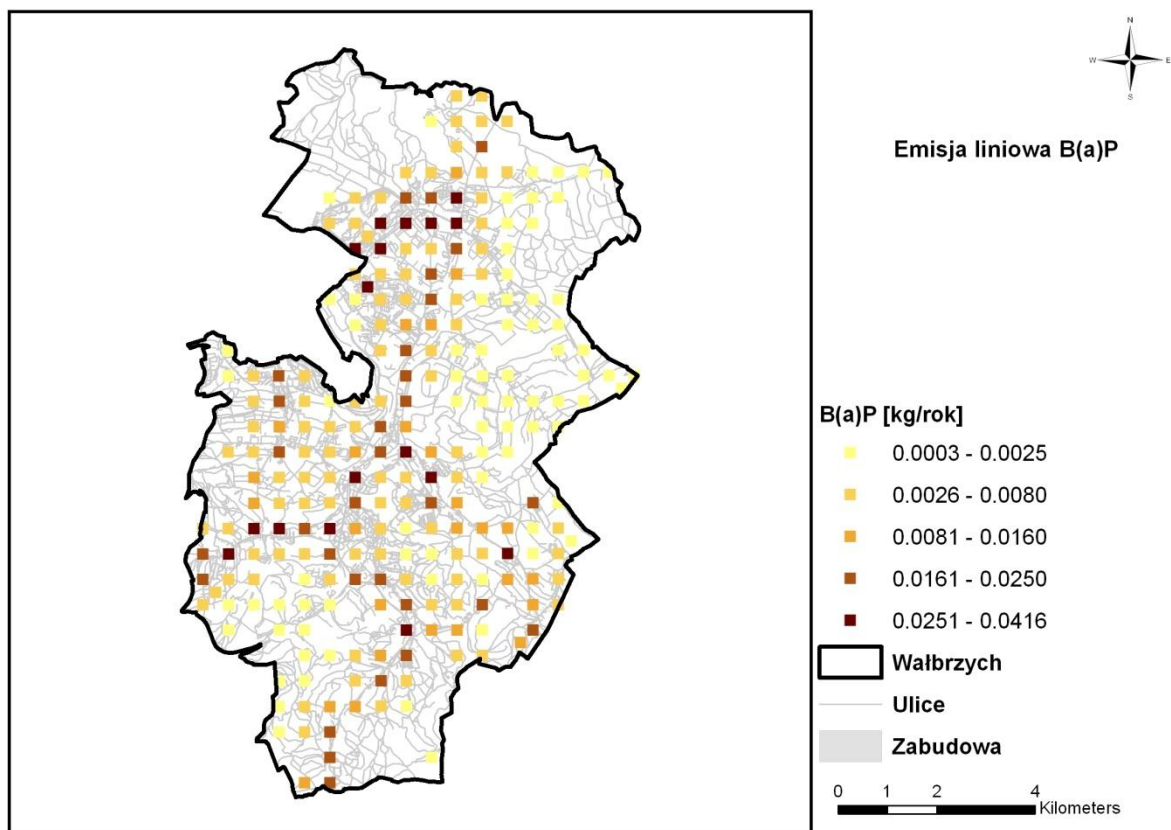 N
W E
S
Emisja liniowa B(a)P
B(a)P [kg/rok]
0.0003 - 0.0025
0.0026 - 0.0080
0.0081 - 0.0160
0.0161 - 0.0250
0.0251 - 0.0416
Wałbrzych
Ulice
Zabudowa
0 1 2 4
Kilometers